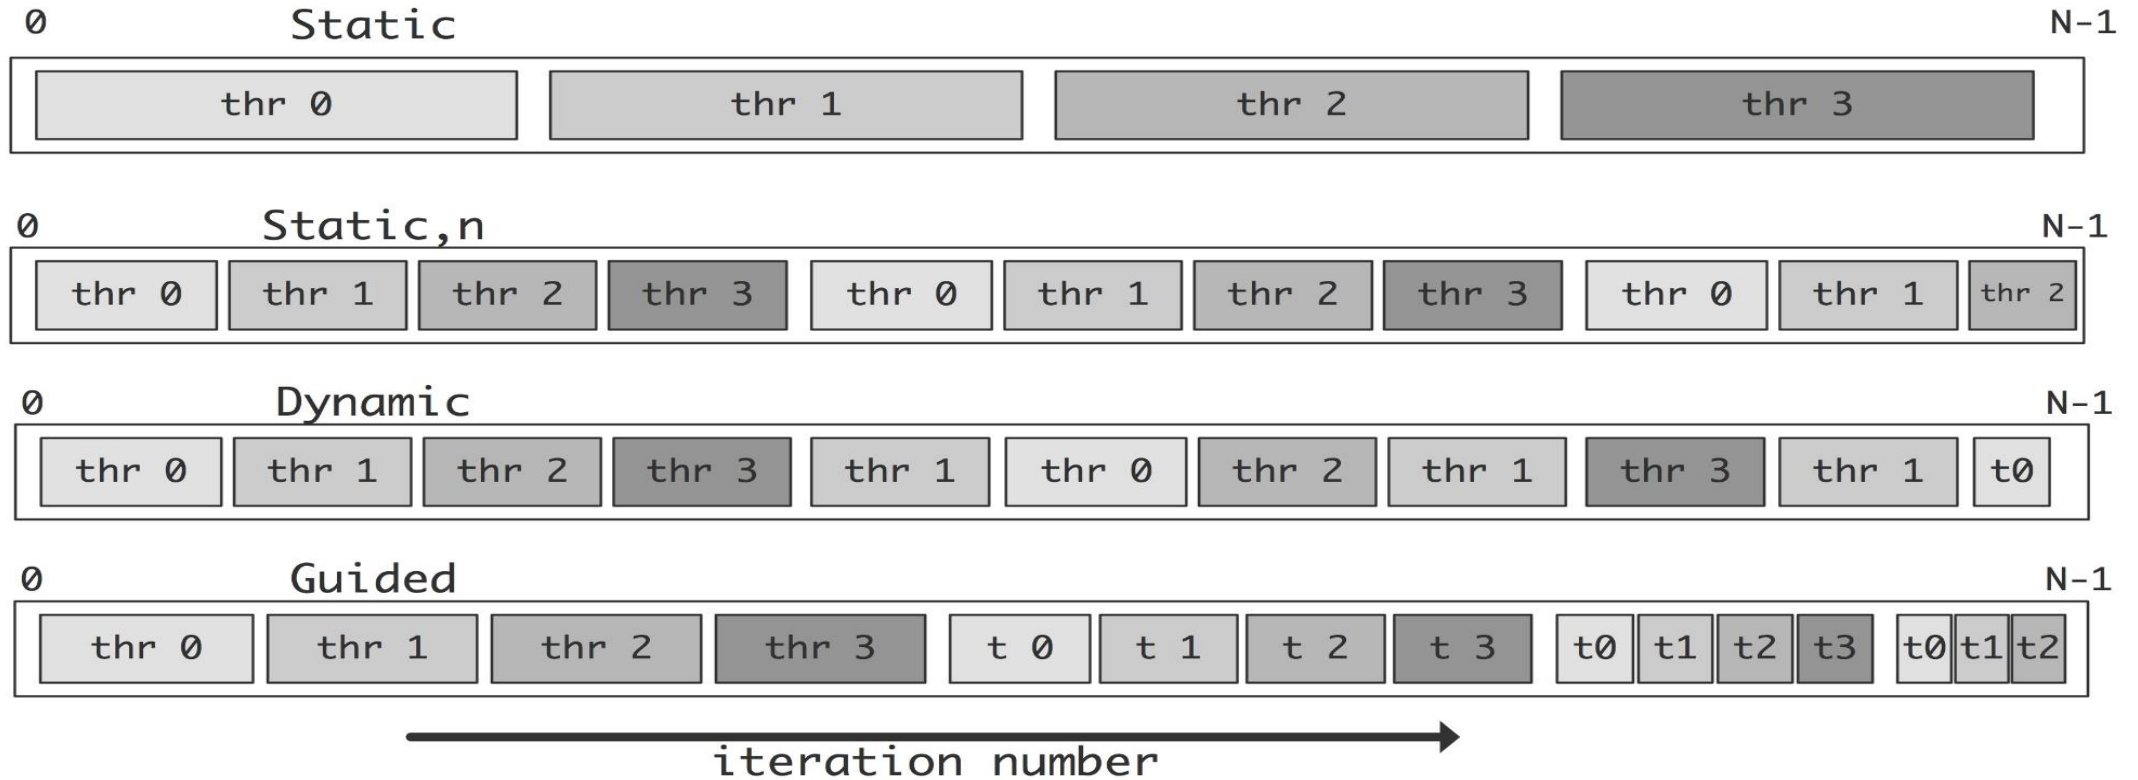 0 Static N-1
thr 0 thr 1 thr 2 thr 3
0 Static,n N-1
thr 0 thr 1 thr 2 thr 3 thr 0 thr 1 thr 2 thr 3 thr 0 thr 1 thr 2
0 Dynamic N-1
thr 0 thr 1 thr 2 thr 3 thr 1 thr 0 thr 2 thr 1 thr 3 thr 1 t0
0 Guided N-1
thr 0 thr 1 thr 2 thr 3 t 0 t 1 t 2 t 3 t0 t1 t2 t3 t0 t1 t2
iteration number